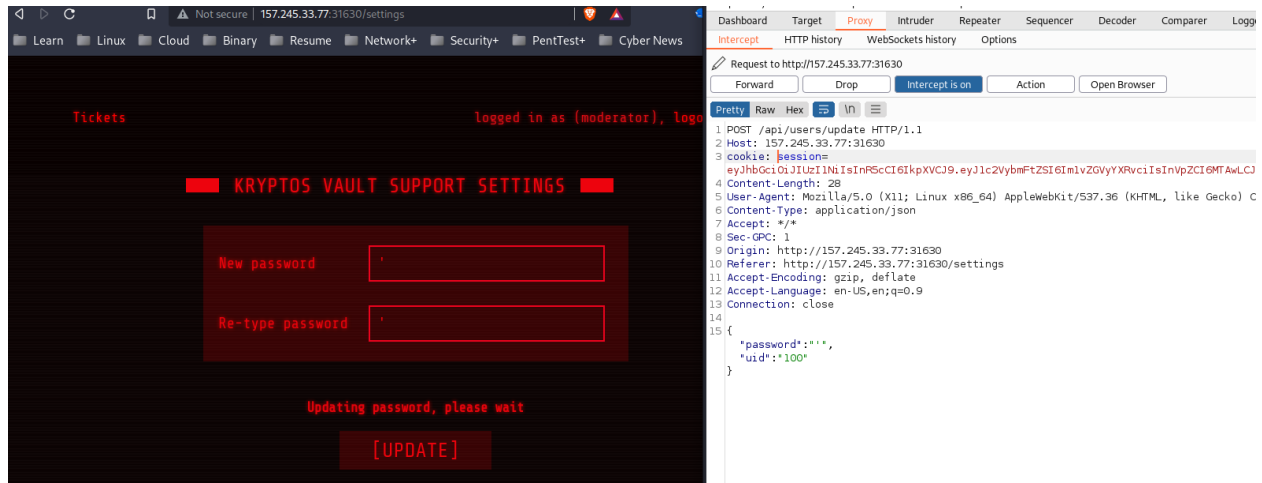 Not secure | 157.245.33.77:31630/settings
Learn Linux Cloud Binary Resume Network+ Security+ PentTest+ Cyber News
Tickets
logged in as (moderator), logo
KRYPTOS VAULT SUPPORT SETTINGS
New password
'
Re-type password
'
Updating password, please wait
[UPDATE]
Dashboard Target Proxy Intruder Repeater Sequencer Decoder Comparer Logge
Intercept HTTP history WebSockets history Options
Request to http://157.245.33.77:31630
Forward Drop Intercept is on Action Open Browser
Pretty Raw Hex \n
1 POST /api/users/update HTTP/1.1
2 Host: 157.245.33.77:31630
3 cookie: session=
eyJhbGciOiJIUzI1NiIsInR5cCI6IkpXVCJ9.eyJ1c2VybmFtZSI6Im1vZGVyYXRvciIsInVpZCI6MTAwLCJ
4 Content-Length: 28
5 User-Agent: Mozilla/5.0 (X11; Linux x86_64) AppleWebKit/537.36 (KHTML, like Gecko) C
6 Content-Type: application/json
7 Accept: */*
8 Sec-GPC: 1
9 Origin: http://157.245.33.77:31630
10 Referer: http://157.245.33.77:31630/settings
11 Accept-Encoding: gzip, deflate
12 Accept-Language: en-US,en;q=0.9
13 Connection: close
14
15 {
"password":"'",
"uid":"100"
}